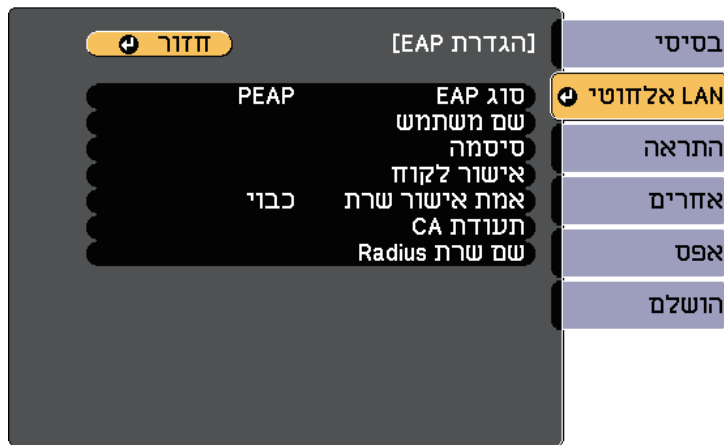 [הגדרת EAP]
חזור
סוג EAP PEAP
שם משתמש
סיסמה
אישור לקוח
אמת אישור שרת כבוי
תעודת CA
שם שרת Radius
בסיסי
LAN אלחוטי
התראה
אחרים
אפס
הושלם